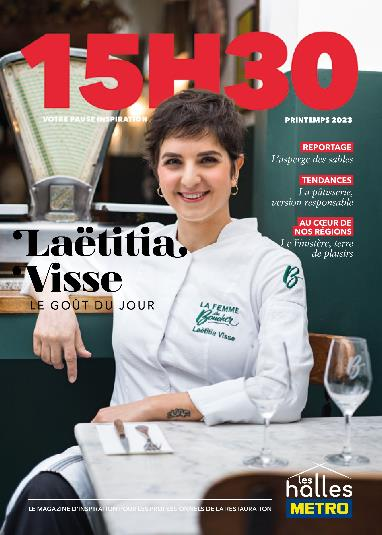 15H30
VOTRE PAUSE INSPIRATION
PRINTEMPS 2023
REPORTAGE
L'asperge des sables
TENDANCES
La pâtisserie,
version responsable
AU CŒUR DE
NOS RÉGIONS
Le Finistère, terre
de plaisirs
Laëtitia
Visse
LE GOÛT DU JOUR
B
LA FEMME
du
Boucher
Laëtitia Visse
les
halles
METRO
LE MAGAZINE D'INSPIRATION POUR LES PROFESSIONNELS DE LA RESTAURATION